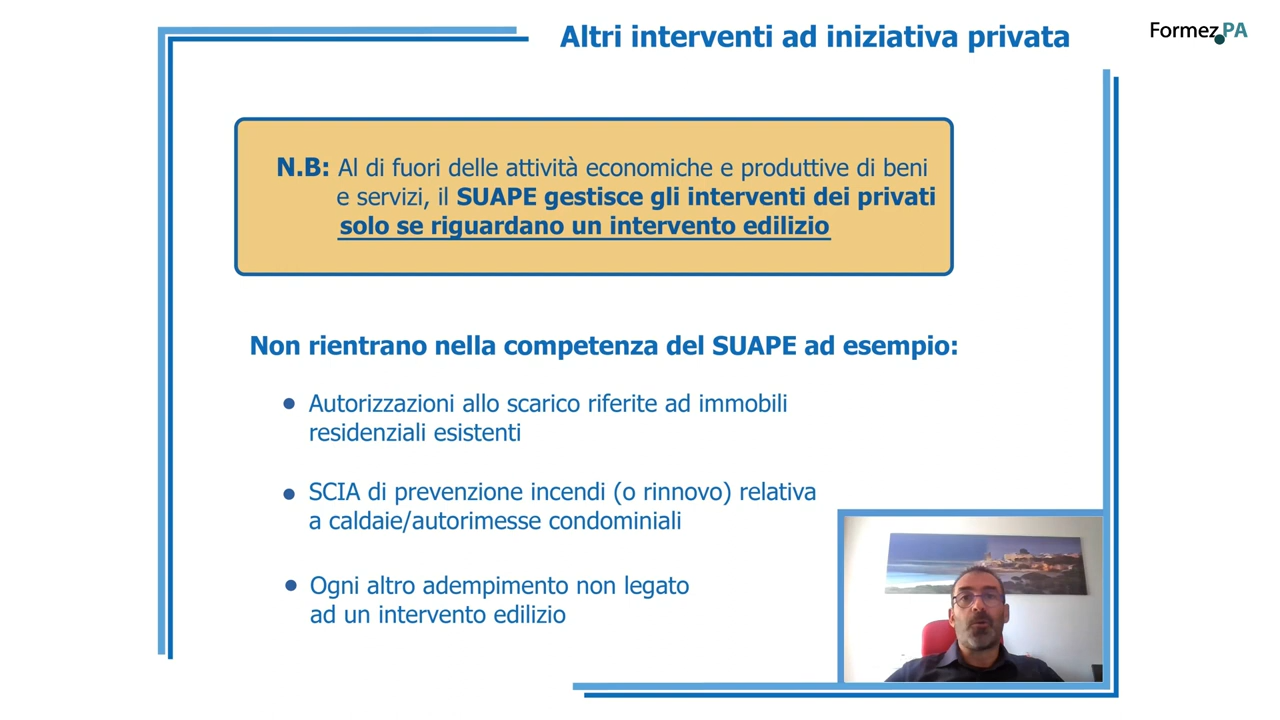 Altri interventi ad iniziativa privata
Formez PA
N.B: Al di fuori delle attività economiche e produttive di beni
e servizi, il SUAPE gestisce gli interventi dei privati
solo se riguardano un intervento edilizio
Non rientrano nella competenza del SUAPE ad esempio:
• Autorizzazioni allo scarico riferite ad immobili
residenziali esistenti
• SCIA di prevenzione incendi (o rinnovo) relativa
a caldaie/autorimesse condominiali
• Ogni altro adempimento non legato
ad un intervento edilizio